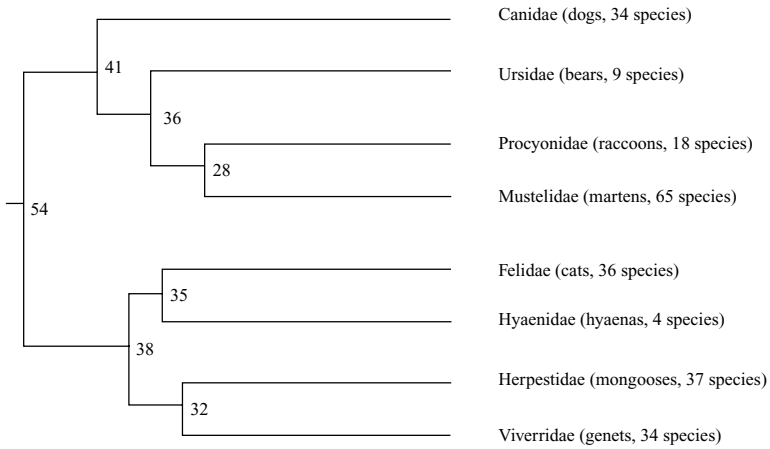 Canidae (dogs, 34 species)
41
Ursidae (bears, 9 species)
36
Procyonidae (raccoons, 18 species)
28
Mustelidae (martens, 65 species)
54
Felidae (cats, 36 species)
35
Hyaenidae (hyaenas, 4 species)
38
Herpestidae (mongooses, 37 species)
32
Viverridae (genets, 34 species)